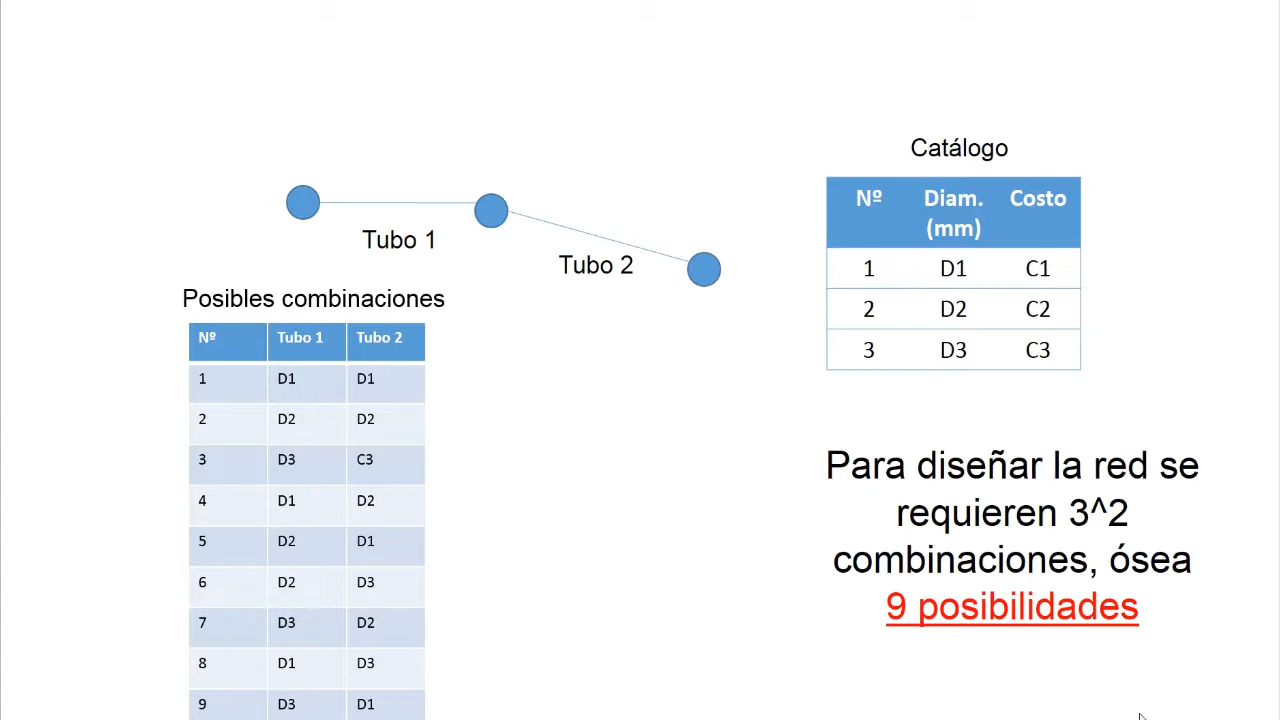 Catálogo
Nº Diam. Costo
(mm)
1 D1 C1
2 D2 C2
3 D3 C3
Tubo 1
Tubo 2
Posibles combinaciones
Nº Tubo 1 Tubo 2
1 D1 D1
2 D2 D2
3 D3 C3
4 D1 D2
5 D2 D1
6 D2 D3
7 D3 D2
8 D1 D3
9 D3 D1
Para diseñar la red se
requieren 3^2
combinaciones, ósea
9 posibilidades